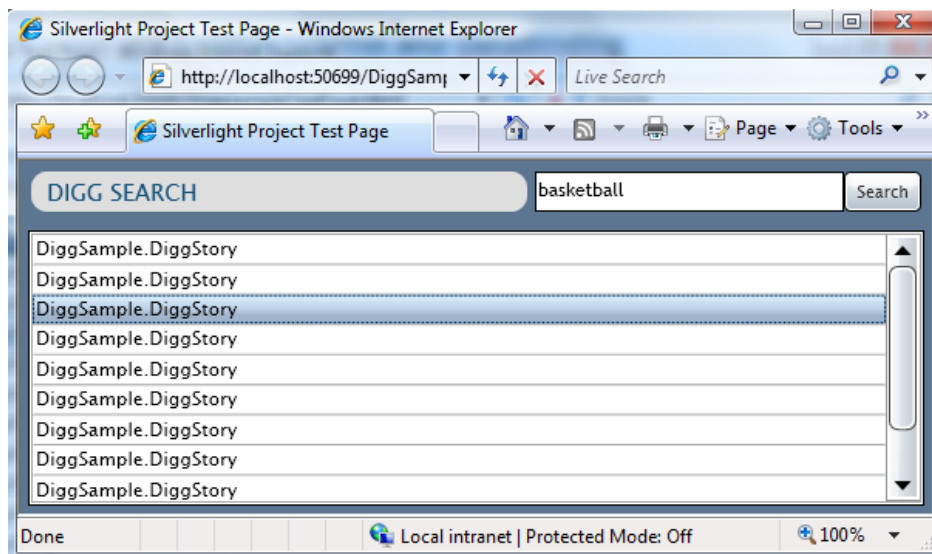 Silverlight Project Test Page - Windows Internet Explorer
http://localhost:50699/DiggSamp
Live Search
Silverlight Project Test Page
Page
Tools
DIGG SEARCH
basketball
Search
DiggSample.DiggStory
DiggSample.DiggStory
DiggSample.DiggStory
DiggSample.DiggStory
DiggSample.DiggStory
DiggSample.DiggStory
DiggSample.DiggStory
DiggSample.DiggStory
DiggSample.DiggStory
Done
Local intranet | Protected Mode: Off
100%